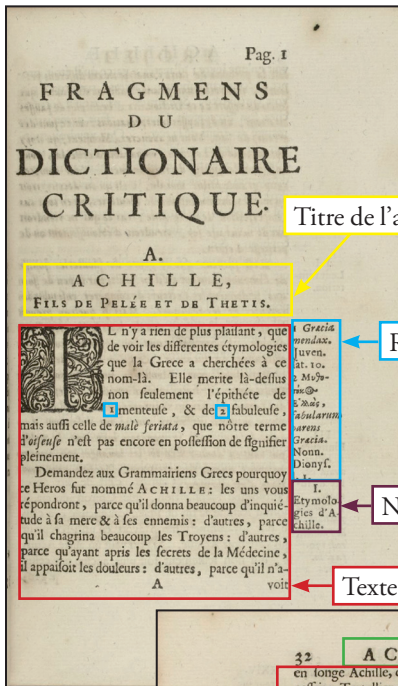 Pag. 1
FRAGMENS
DU
DICTIONAIRE
CRITIQUE.
Titre de l'a
A.
ACHILLE,
FILS DE PELÉE ET DE THETIS.
IL n'y a rien de plus plaisant, que
de voir les differentes étymologies
que la Grece a cherchées à ce
nom-là. Elle merite là-dessus
non seulement l'épithéte de
1 menteuse, & de 2 fabuleuse,
mais aussi celle de malè feriata, que nôtre terme
d'oiseuse n'est pas encore en possession de signifier
pleinement.
Demandez aux Grammairiens Grecs pourquoy
ce Heros fut nommé ACHILLE: les uns vous
répondront, parce qu'il donna beaucoup d'inquié-
tude à sa mere & à ses ennemis: d'autres, parce
qu'il chagrina beaucoup les Troyens: d'autres,
parce qu'ayant apris les secrets de la Médecine,
il appaisoit les douleurs: d'autres, parce qu'il n'a-
A voit
1 Græcia
mendax.
Juven.
sat. 10.
2
fabularum
parens
Græcia.
Nonn.
Dionys.
I.
Etymolo-
gies d'A-
chille.
R
N
Texte
32 A C
en songe Achille,